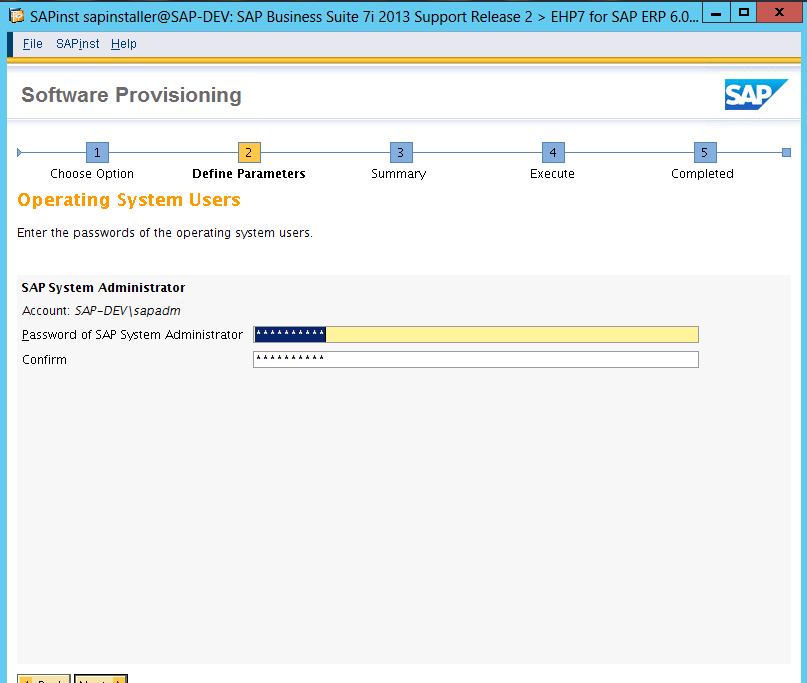 SAPinst sapinstaller@SAP-DEV: SAP Business Suite 7i 2013 Support Release 2 > EHP7 for SAP ERP 6.0...
File SAPinst Help
Software Provisioning
SAP
1 2 3 4 5
Choose Option Define Parameters Summary Execute Completed
Operating System Users
Enter the passwords of the operating system users.
SAP System Administrator
Account: SAP-DEV\sapadm
Password of SAP System Administrator **********
Confirm **********